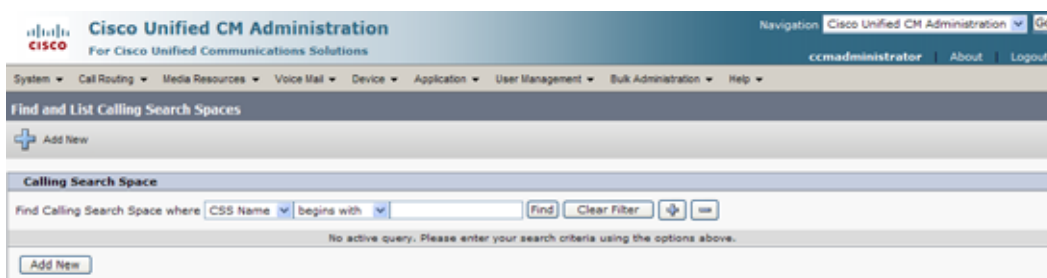 Cisco Unified CM Administration
For Cisco Unified Communications Solutions
CISCO
Navigation Cisco Unified CM Administration
ccmadministrator | About | Logout
System Call Routing Media Resources Voice Mail Device Application User Management Bulk Administration Help
Find and List Calling Search Spaces
Add New
Calling Search Space
Find Calling Search Space where CSS Name begins with Find Clear Filter
No active query. Please enter your search criteria using the options above.
Add New